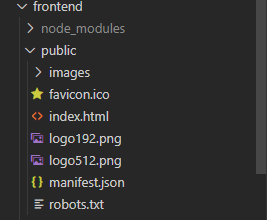 frontend
node_modules
public
images
favicon.ico
index.html
logo192.png
logo512.png
manifest.json
robots.txt